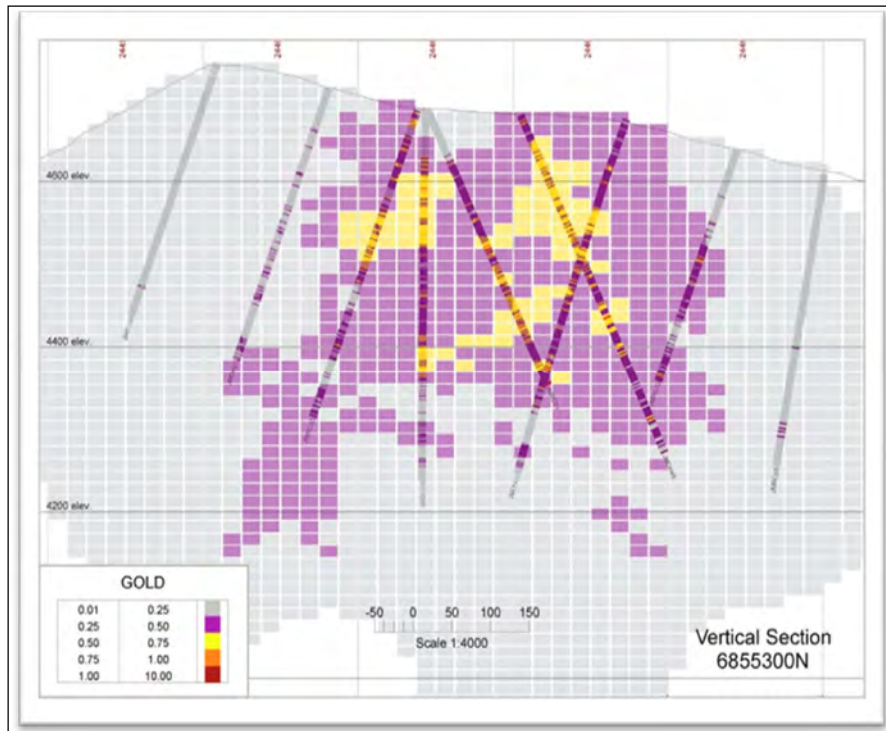 4600 elev.
4400 elev.
4200 elev.
GOLD
0.01 0.25
0.25 0.50
0.50 0.75
0.75 1.00
1.00 10.00
-50 0 50 100 150
Scale 1:4000
Vertical Section
6855300N